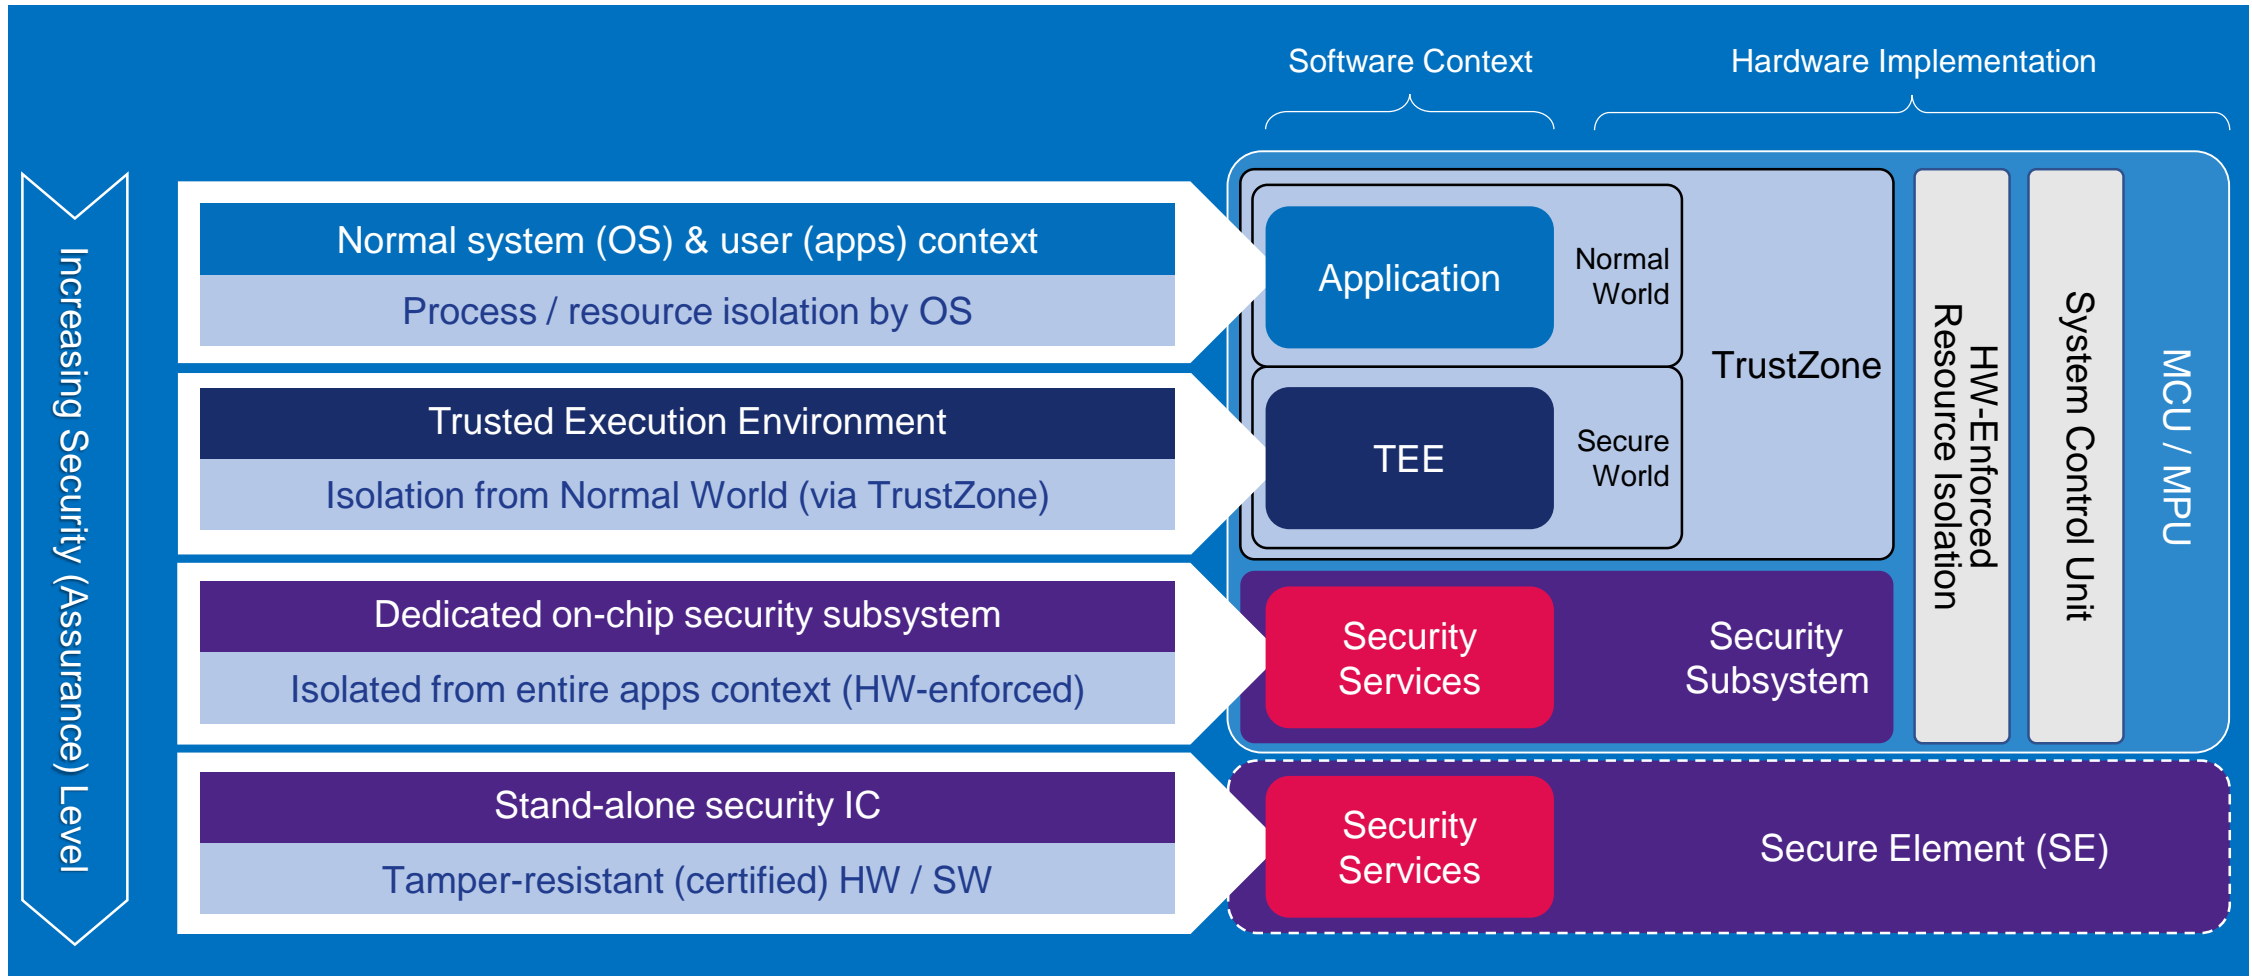 Software Context
Hardware Implementation
Increasing Security (Assurance) Level
Normal system (OS) & user (apps) context
Process / resource isolation by OS
Application
Normal
World
Trusted Execution Environment
Isolation from Normal World (via TrustZone)
TEE
Secure
World
TrustZone
Dedicated on-chip security subsystem
Isolated from entire apps context (HW-enforced)
Security
Services
Security
Subsystem
HW-Enforced
Resource Isolation
System Control Unit
MCU / MPU
Stand-alone security IC
Tamper-resistant (certified) HW / SW
Security
Services
Secure Element (SE)